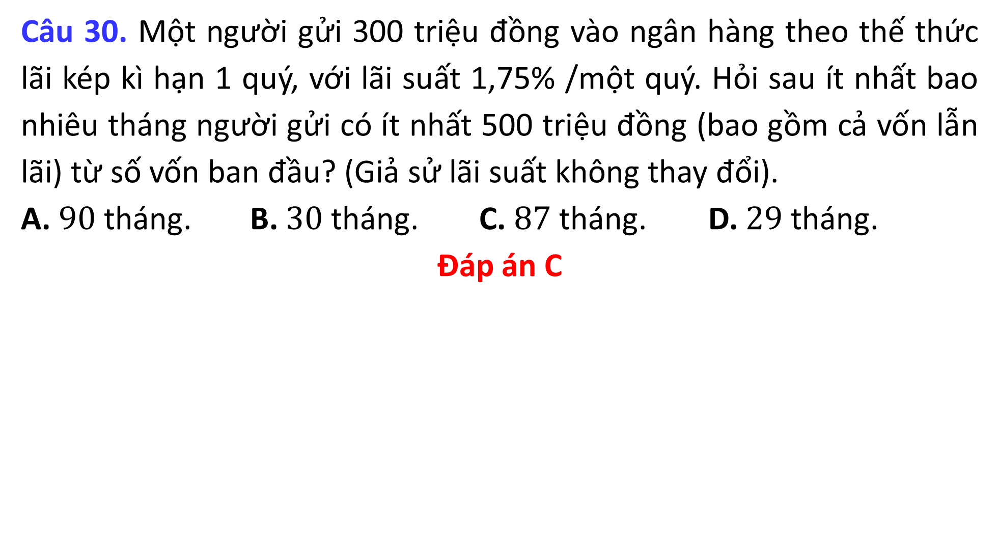 Câu 30. Một người gửi 300 triệu đồng vào ngân hàng theo thế thức
lãi kép kì hạn 1 quý, với lãi suất 1,75% /một quý. Hỏi sau ít nhất bao
nhiêu tháng người gửi có ít nhất 500 triệu đồng (bao gồm cả vốn lẫn
lãi) từ số vốn ban đầu? (Giả sử lãi suất không thay đổi).
A. 90 tháng. B. 30 tháng. C. 87 tháng. D. 29 tháng.
Đáp án C